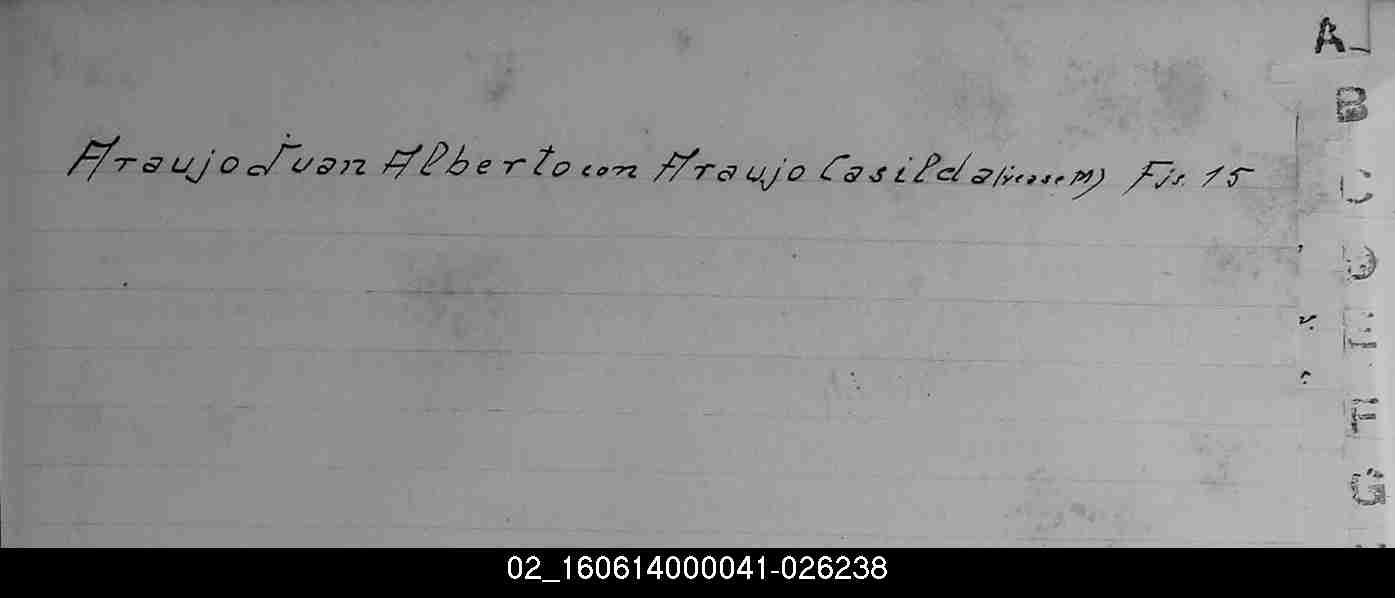 A
B
Araujo Juan Alberto con Araujo Casilda (vease M) Fjs. 15
C
D
E
F
G
02_160614000041-026238